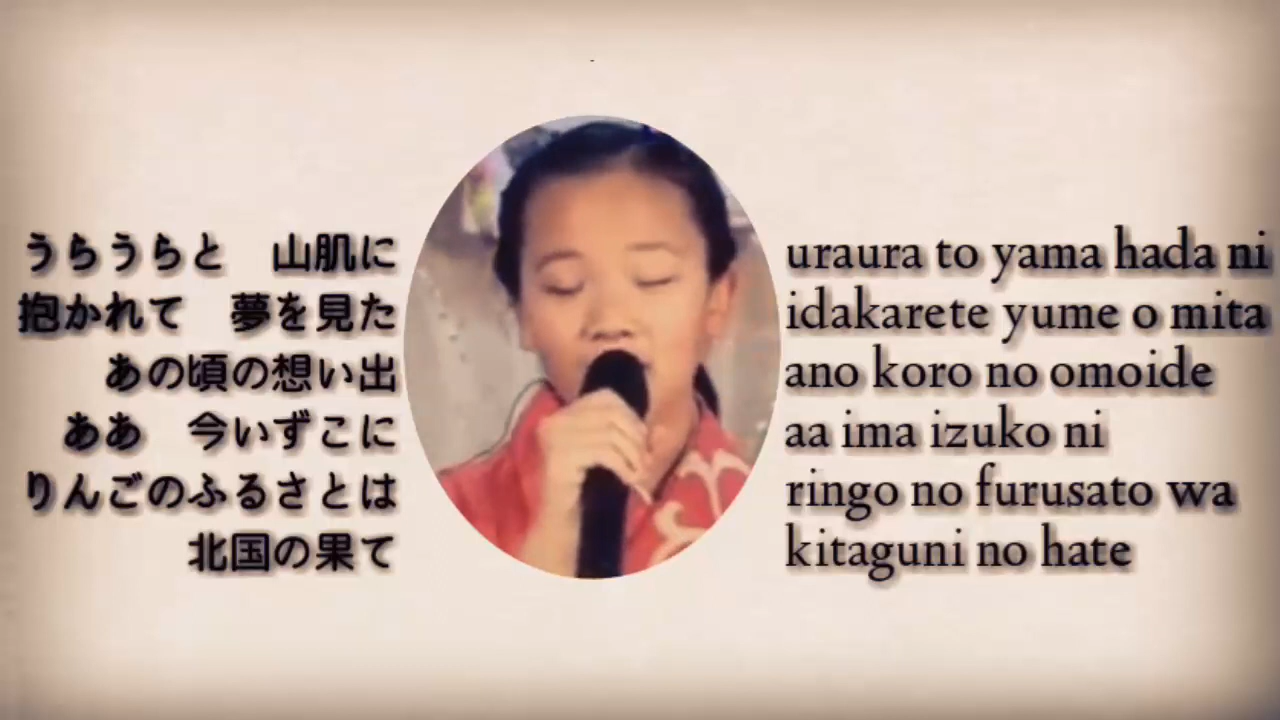 うらうらと　山肌に
抱かれて　夢を見た
あの頃の想い出
ああ　今いずこに
りんごのふるさとは
北国の果て
uraura to yama hada ni
idakarete yume o mita
ano koro no omoide
aa ima izuko ni
ringo no furusato wa
kitaguni no hate